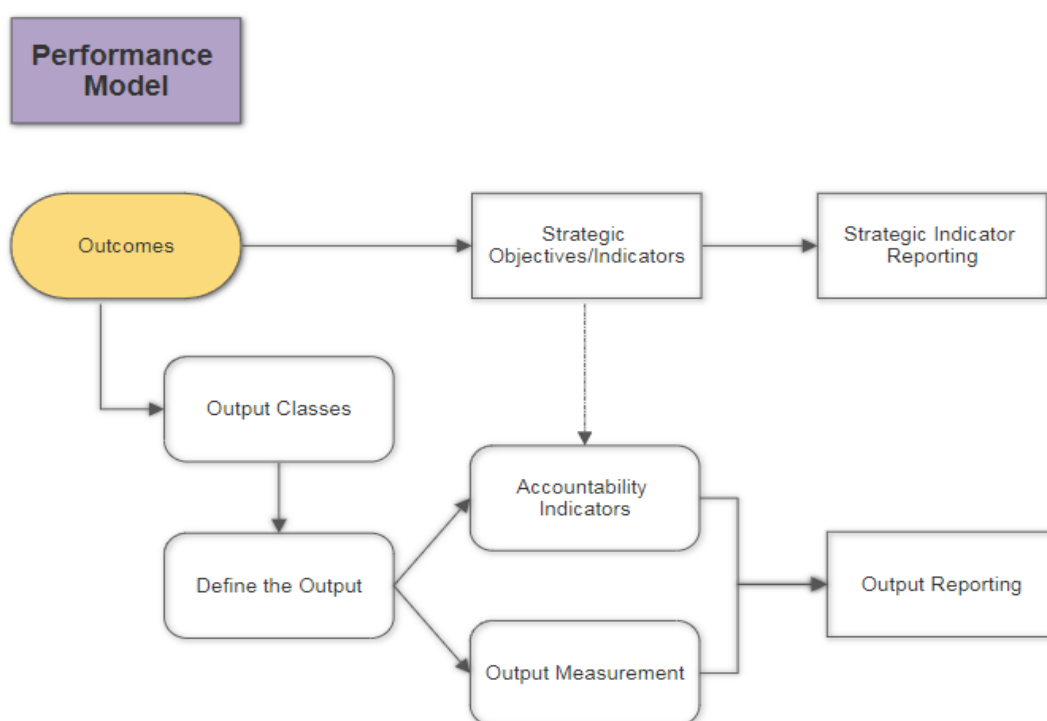 Performance
Model
Outcomes
Strategic
Objectives/Indicators
Strategic Indicator
Reporting
Output Classes
Accountability
Indicators
Define the Output
Output Reporting
Output Measurement